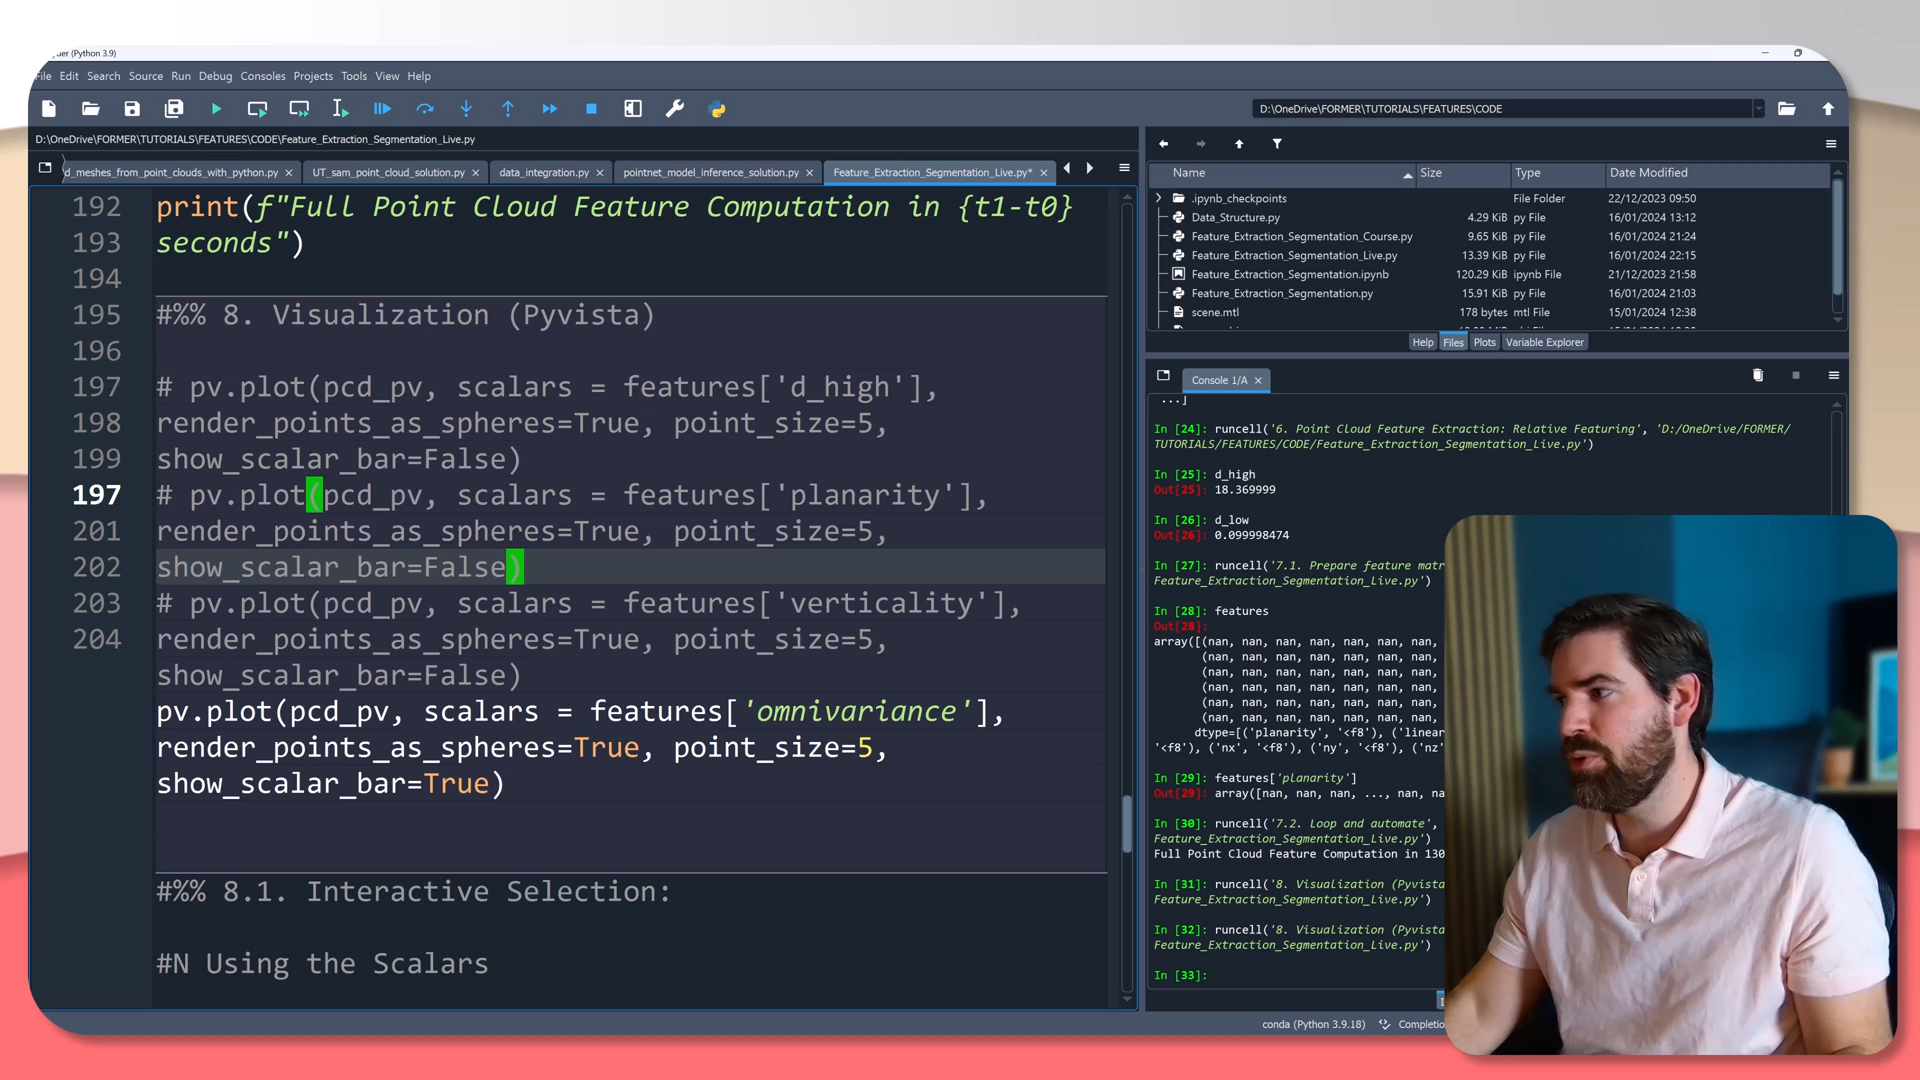 der (Python 3.9)
File Edit Search Source Run Debug Consoles Projects Tools View Help
D:\OneDrive\FORMER\TUTORIALS\FEATURES\CODE
D:\OneDrive\FORMER\TUTORIALS\FEATURES\CODE\Feature_Extraction_Segmentation_Live.py
d_meshes_from_point_clouds_with_python.py UT_sam_point_cloud_solution.py data_integration.py pointnet_model_inference_solution.py Feature_Extraction_Segmentation_Live.py*
192 print(f"Full Point Cloud Feature Computation in {t1-t0}
193 seconds")
194
195 #%% 8. Visualization (Pyvista)
196
197 # pv.plot(pcd_pv, scalars = features['d_high'],
198 render_points_as_spheres=True, point_size=5,
199 show_scalar_bar=False)
197 # pv.plot(pcd_pv, scalars = features['planarity'],
201 render_points_as_spheres=True, point_size=5,
202 show_scalar_bar=False)
203 # pv.plot(pcd_pv, scalars = features['verticality'],
204 render_points_as_spheres=True, point_size=5,
show_scalar_bar=False)
pv.plot(pcd_pv, scalars = features['omnivariance'],
render_points_as_spheres=True, point_size=5,
show_scalar_bar=True)
#%% 8.1. Interactive Selection:
#N Using the Scalars
Name Size Type Date Modified
.ipynb_checkpoints File Folder 22/12/2023 09:50
Data_Structure.py 4.29 KiB py File 16/01/2024 13:12
Feature_Extraction_Segmentation_Course.py 9.65 KiB py File 16/01/2024 21:24
Feature_Extraction_Segmentation_Live.py 13.39 KiB py File 16/01/2024 22:15
Feature_Extraction_Segmentation.ipynb 120.29 KiB ipynb File 21/12/2023 21:58
Feature_Extraction_Segmentation.py 15.91 KiB py File 16/01/2024 21:03
scene.mtl 178 bytes mtl File 15/01/2024 12:38
Help Files Plots Variable Explorer
Console 1/A
...]
In [24]: runcell('6. Point Cloud Feature Extraction: Relative Featuring', 'D:/OneDrive/FORMER/
TUTORIALS/FEATURES/CODE/Feature_Extraction_Segmentation_Live.py')
In [25]: d_high
Out[25]: 18.369999
In [26]: d_low
Out[26]: 0.099998474
In [27]: runcell('7.1. Prepare feature matr
Feature_Extraction_Segmentation_Live.py')
In [28]: features
Out[28]:
array([(nan, nan, nan, nan, nan, nan, nan,
(nan, nan, nan, nan, nan, nan, nan,
(nan, nan, nan, nan, nan, nan, nan,
(nan, nan, nan, nan, nan, nan, nan,
(nan, nan, nan, nan, nan, nan, nan,
(nan, nan, nan, nan, nan, nan, nan,
dtype=[('planarity', '<f8'), ('linear
'<f8'), ('nx', '<f8'), ('ny', '<f8'), ('nz'
In [29]: features['planarity']
Out[29]: array([nan, nan, nan, ..., nan, na
In [30]: runcell('7.2. Loop and automate',
Feature_Extraction_Segmentation_Live.py')
Full Point Cloud Feature Computation in 130
In [31]: runcell('8. Visualization (Pyvista
Feature_Extraction_Segmentation_Live.py')
In [32]: runcell('8. Visualization (Pyvista
Feature_Extraction_Segmentation_Live.py')
In [33]:
conda (Python 3.9.18) Completio